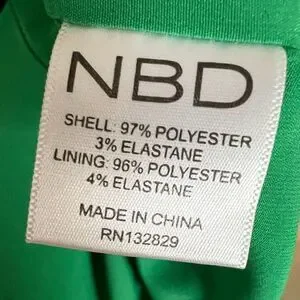 NBD
SHELL: 97% POLYESTER
3% ELASTANE
LINING: 96% POLYESTER
4% ELASTANE
MADE IN CHINA
RN132829